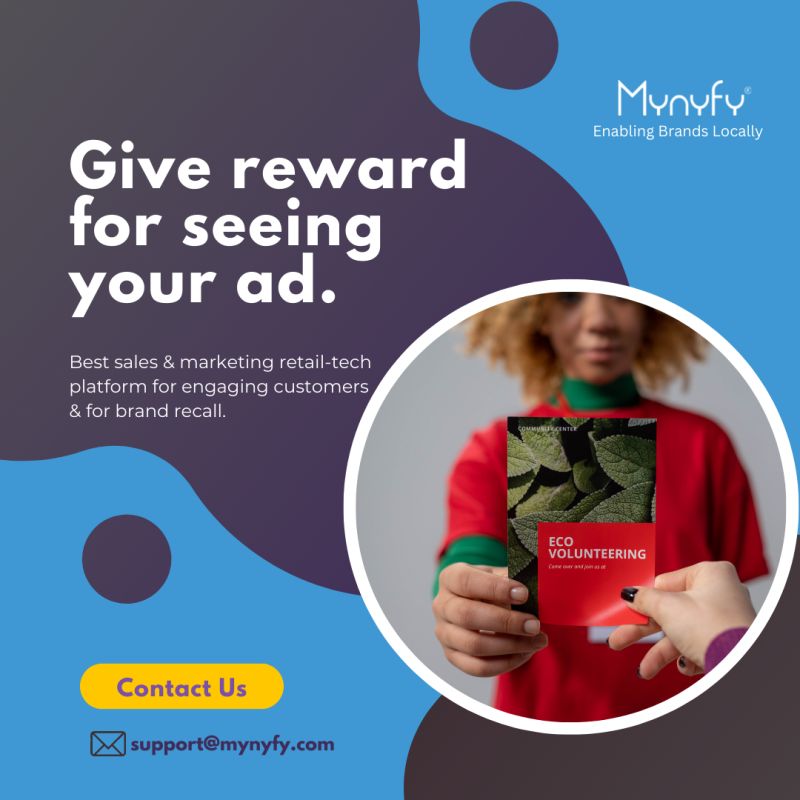 Mynyfy®
Enabling Brands Locally
Give reward
for seeing
your ad.
Best sales & marketing retail-tech
platform for engaging customers
& for brand recall.
COMMUNITY CENTER
ECO
VOLUNTEERING
Come over and join us at
Contact Us
support@mynyfy.com